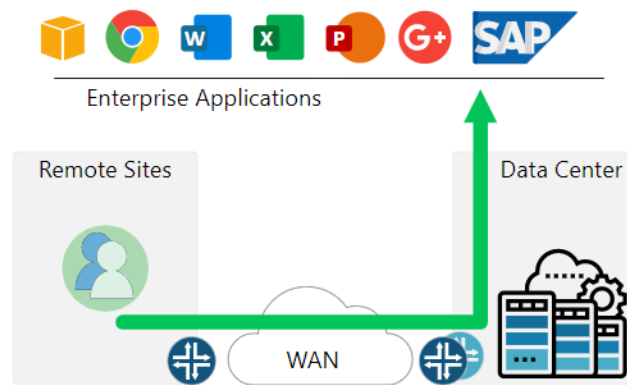 W X P G+ SAP
Enterprise Applications
Remote Sites
Data Center
WAN